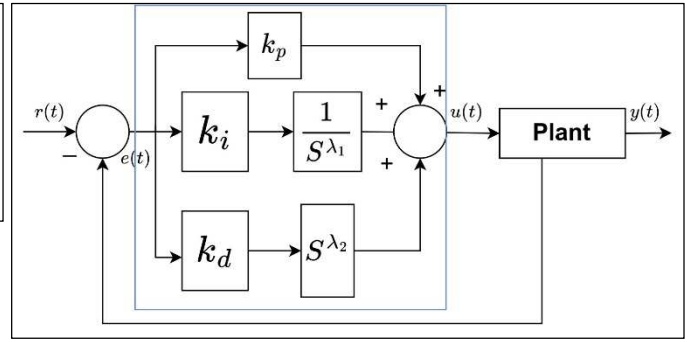 k_p
r(t)
+
+
u(t)
y(t)
k_i
1
S^{λ_1}
Plant
−
e(t)
+
k_d
S^{λ_2}